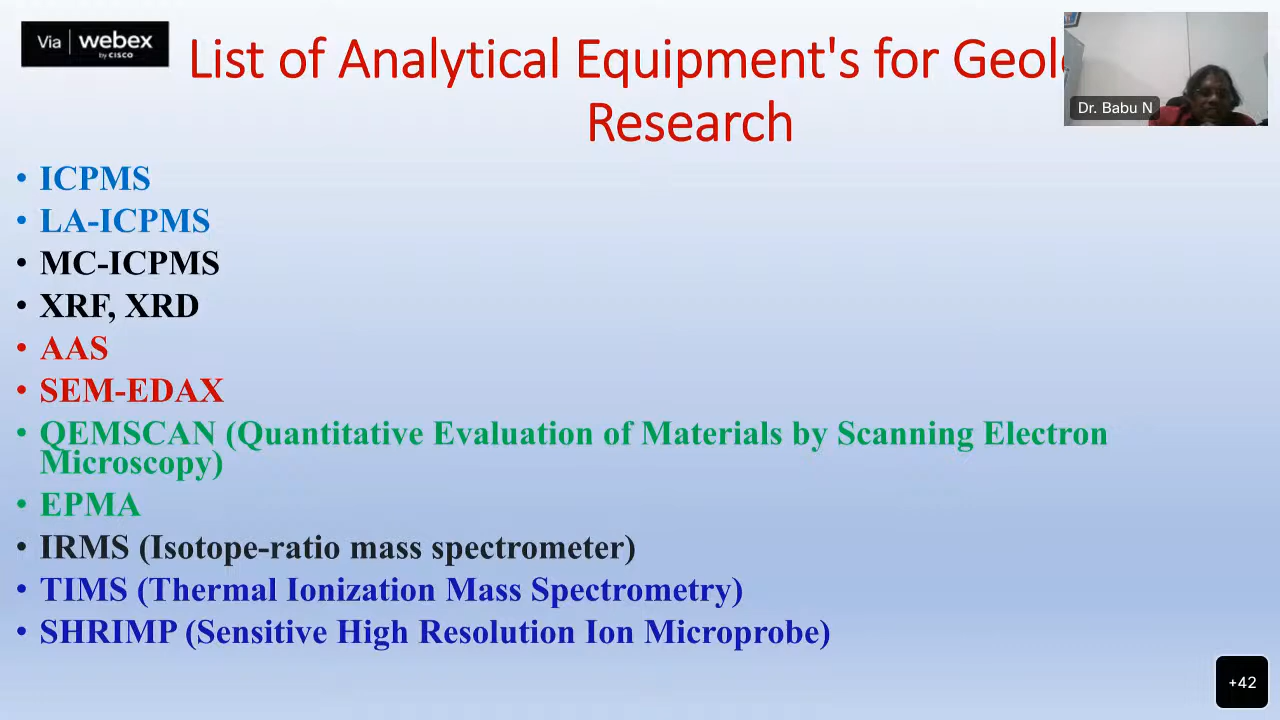 Via webex
by CISCO
List of Analytical Equipment's for
Research
Dr. Babu N
• ICPMS
• LA-ICPMS
• MC-ICPMS
• XRF, XRD
• AAS
• SEM-EDAX
• QEMSCAN (Quantitative Evaluation of Materials by Scanning Electron
Microscopy)
• EPMA
• IRMS (Isotope-ratio mass spectrometer)
• TIMS (Thermal Ionization Mass Spectrometry)
• SHRIMP (Sensitive High Resolution Ion Microprobe)
+42